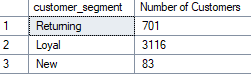 customer_segment Number of Customers
1 Returning 701
2 Loyal 3116
3 New 83